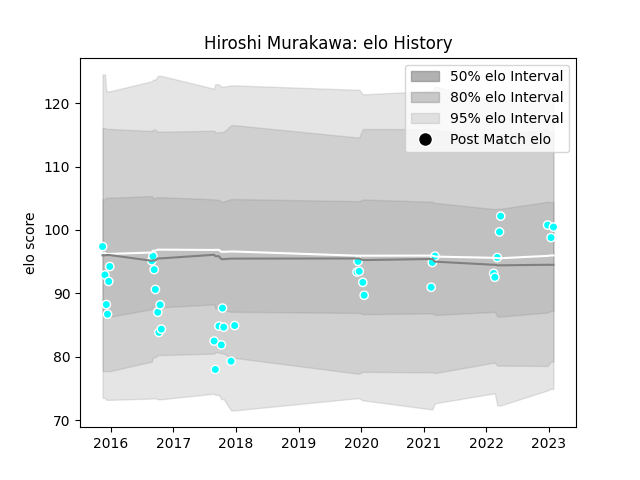 Hiroshi Murakawa: elo History
50% elo Interval
80% elo Interval
95% elo Interval
Post Match elo
elo score
120
110
100
90
80
70
2016
2017
2018
2019
2020
2021
2022
2023